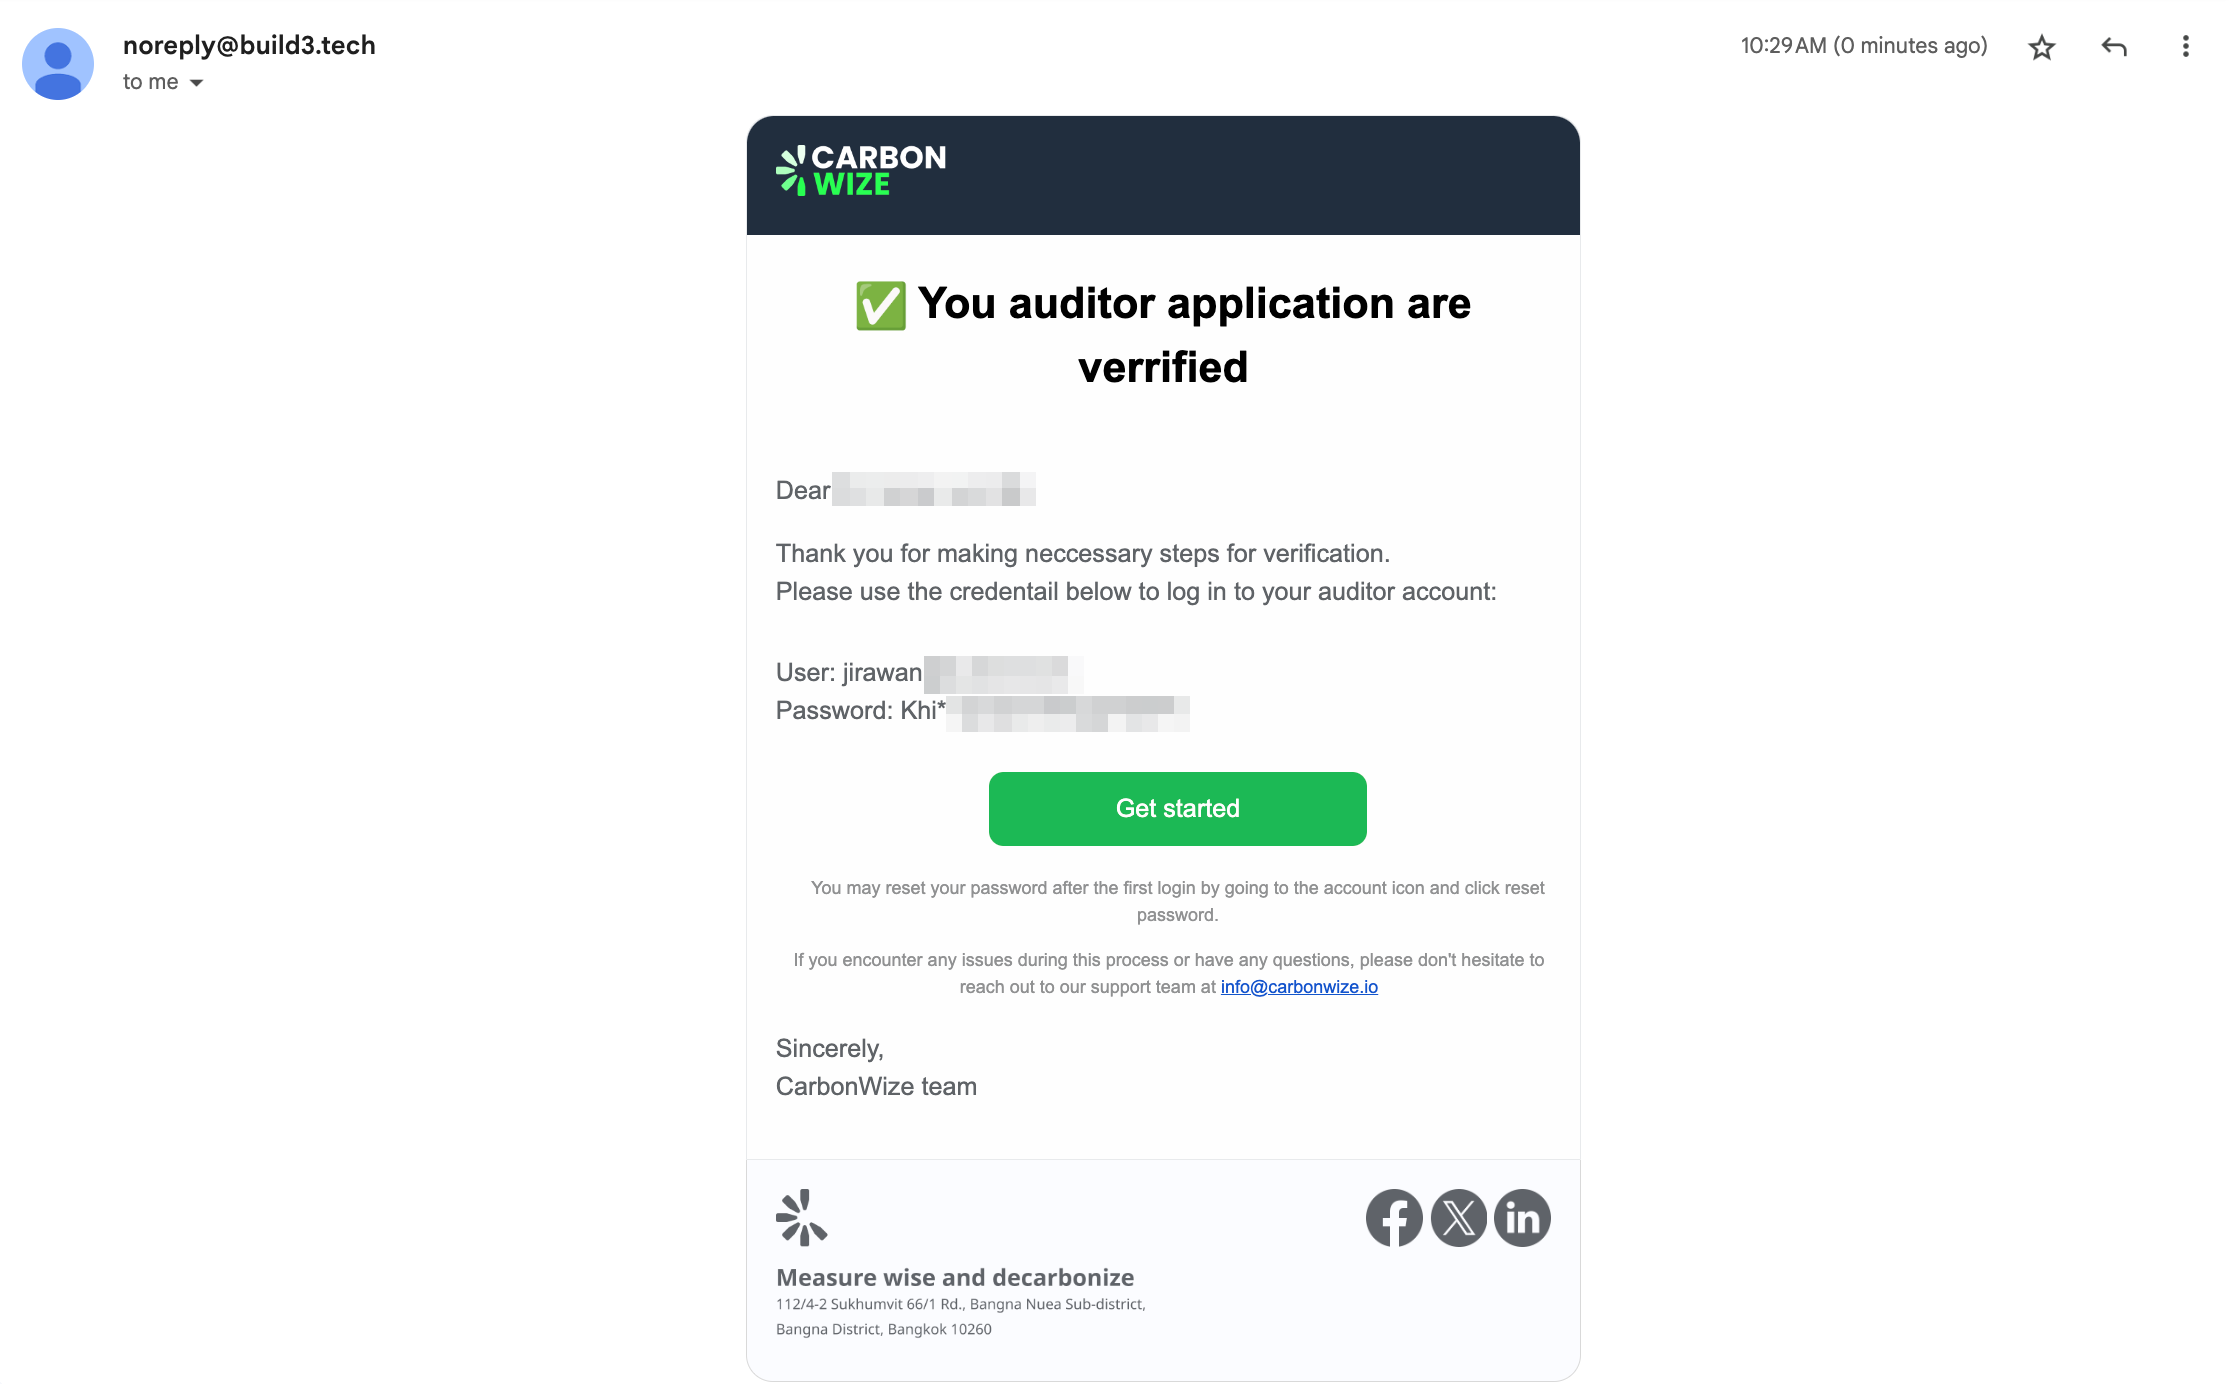 noreply@build3.tech
10:29 AM (0 minutes ago)
to me
CARBON
WIZE
✅ You auditor application are
verrified
Dear
Thank you for making neccessary steps for verification.
Please use the credentail below to log in to your auditor account:
User: jirawan
Password: Khi*
Get started
You may reset your password after the first login by going to the account icon and click reset
password.
If you encounter any issues during this process or have any questions, please don't hesitate to
reach out to our support team at info@carbonwize.io
Sincerely,
CarbonWize team
Measure wise and decarbonize
112/4-2 Sukhumvit 66/1 Rd., Bangna Nuea Sub-district,
Bangna District, Bangkok 10260